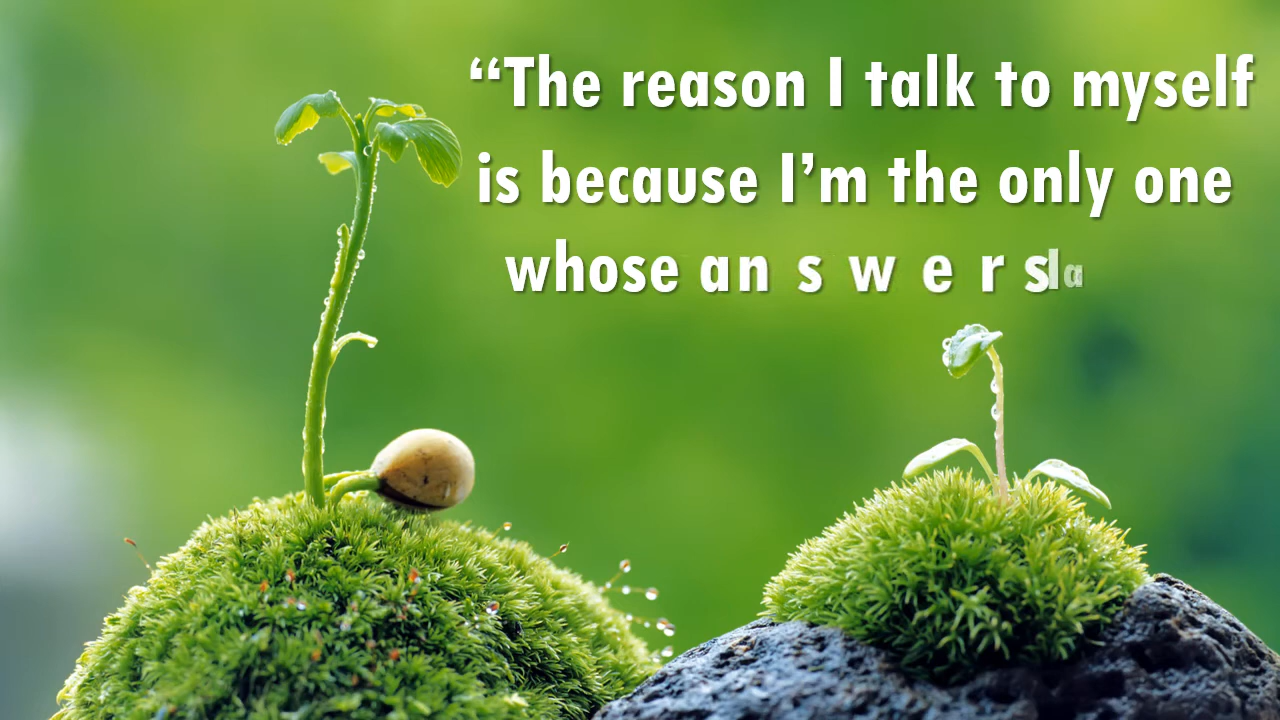 “The reason I talk to myself
is because I’m the only one
whose answers